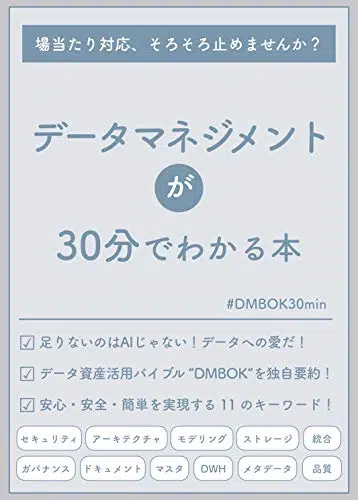 場当たり対応、そろそろ止めませんか？
データマネジメント
が
30分でわかる本
#DMBOK30min
足りないのはAIじゃない！データへの愛だ！
データ資産活用バイブル“DMBOK”を独自要約！
安心・安全・簡単を実現する 11 のキーワード！
セキュリティ アーキテクチャ モデリング ストレージ 統合
ガバナンス ドキュメント マスタ DWH メタデータ 品質